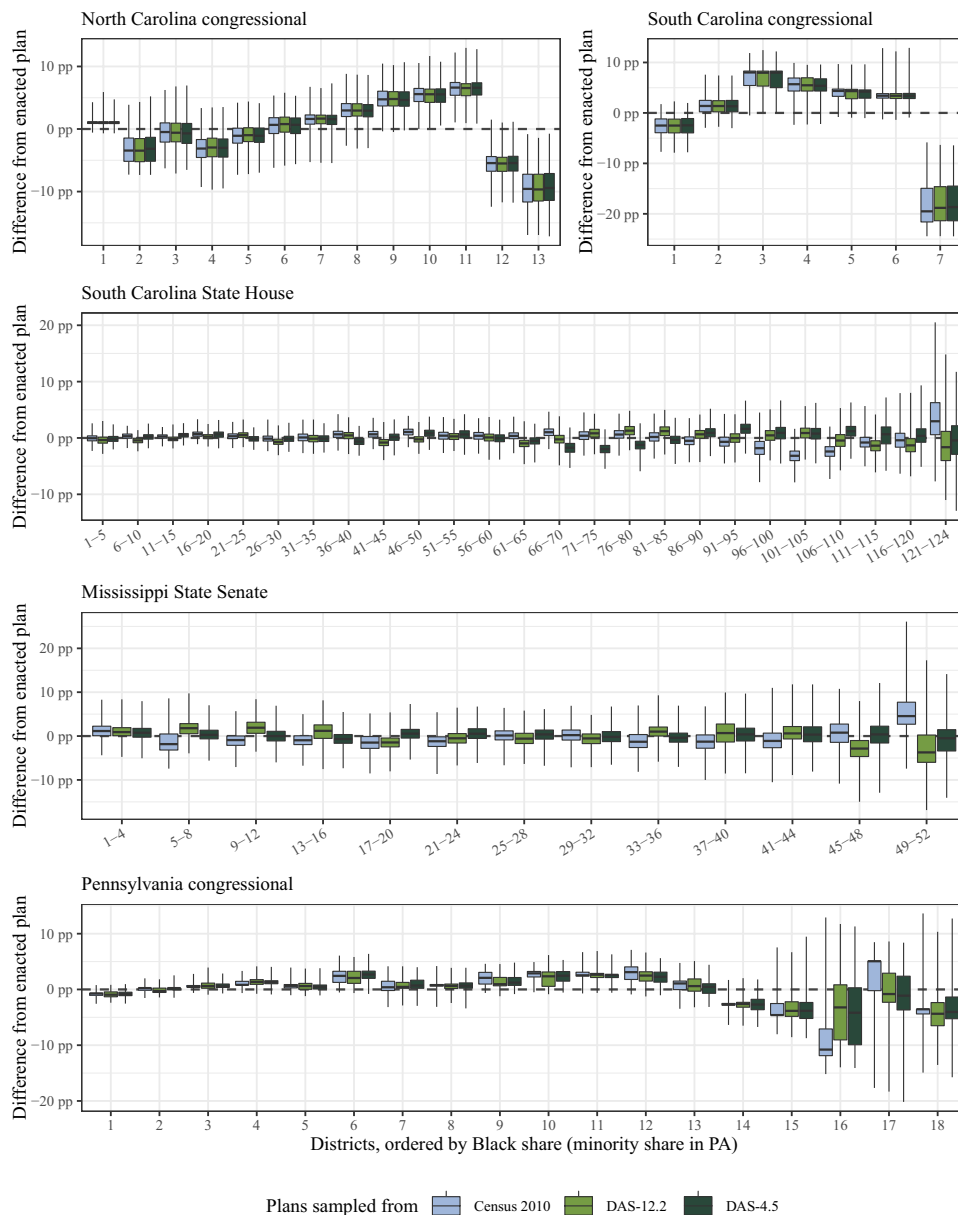 North Carolina congressional
Difference from enacted plan
10 pp
0 pp
−10 pp
1 2 3 4 5 6 7 8 9 10 11 12 13
South Carolina congressional
Difference from enacted plan
10 pp
0 pp
−10 pp
−20 pp
1 2 3 4 5 6 7
South Carolina State House
Difference from enacted plan
20 pp
10 pp
0 pp
−10 pp
1−5 6−10 11−15 16−20 21−25 26−30 31−35 36−40 41−45 46−50 51−55 56−60 61−65 66−70 71−75 76−80 81−85 86−90 91−95 96−100 101−105 106−110 111−115 116−120 121−124
Mississippi State Senate
Difference from enacted plan
20 pp
10 pp
0 pp
−10 pp
1−4 5−8 9−12 13−16 17−20 21−24 25−28 29−32 33−36 37−40 41−44 45−48 49−52
Pennsylvania congressional
Difference from enacted plan
10 pp
0 pp
−10 pp
−20 pp
1 2 3 4 5 6 7 8 9 10 11 12 13 14 15 16 17 18
Districts, ordered by Black share (minority share in PA)
Plans sampled from Census 2010 DAS-12.2 DAS-4.5